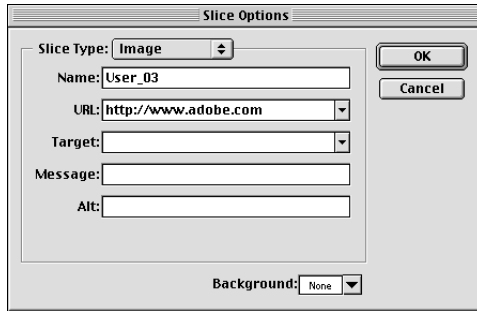 Slice Options
Slice Type: Image
OK
Name: User_03
Cancel
URL: http://www.adobe.com
Target:
Message:
Alt:
Background: None